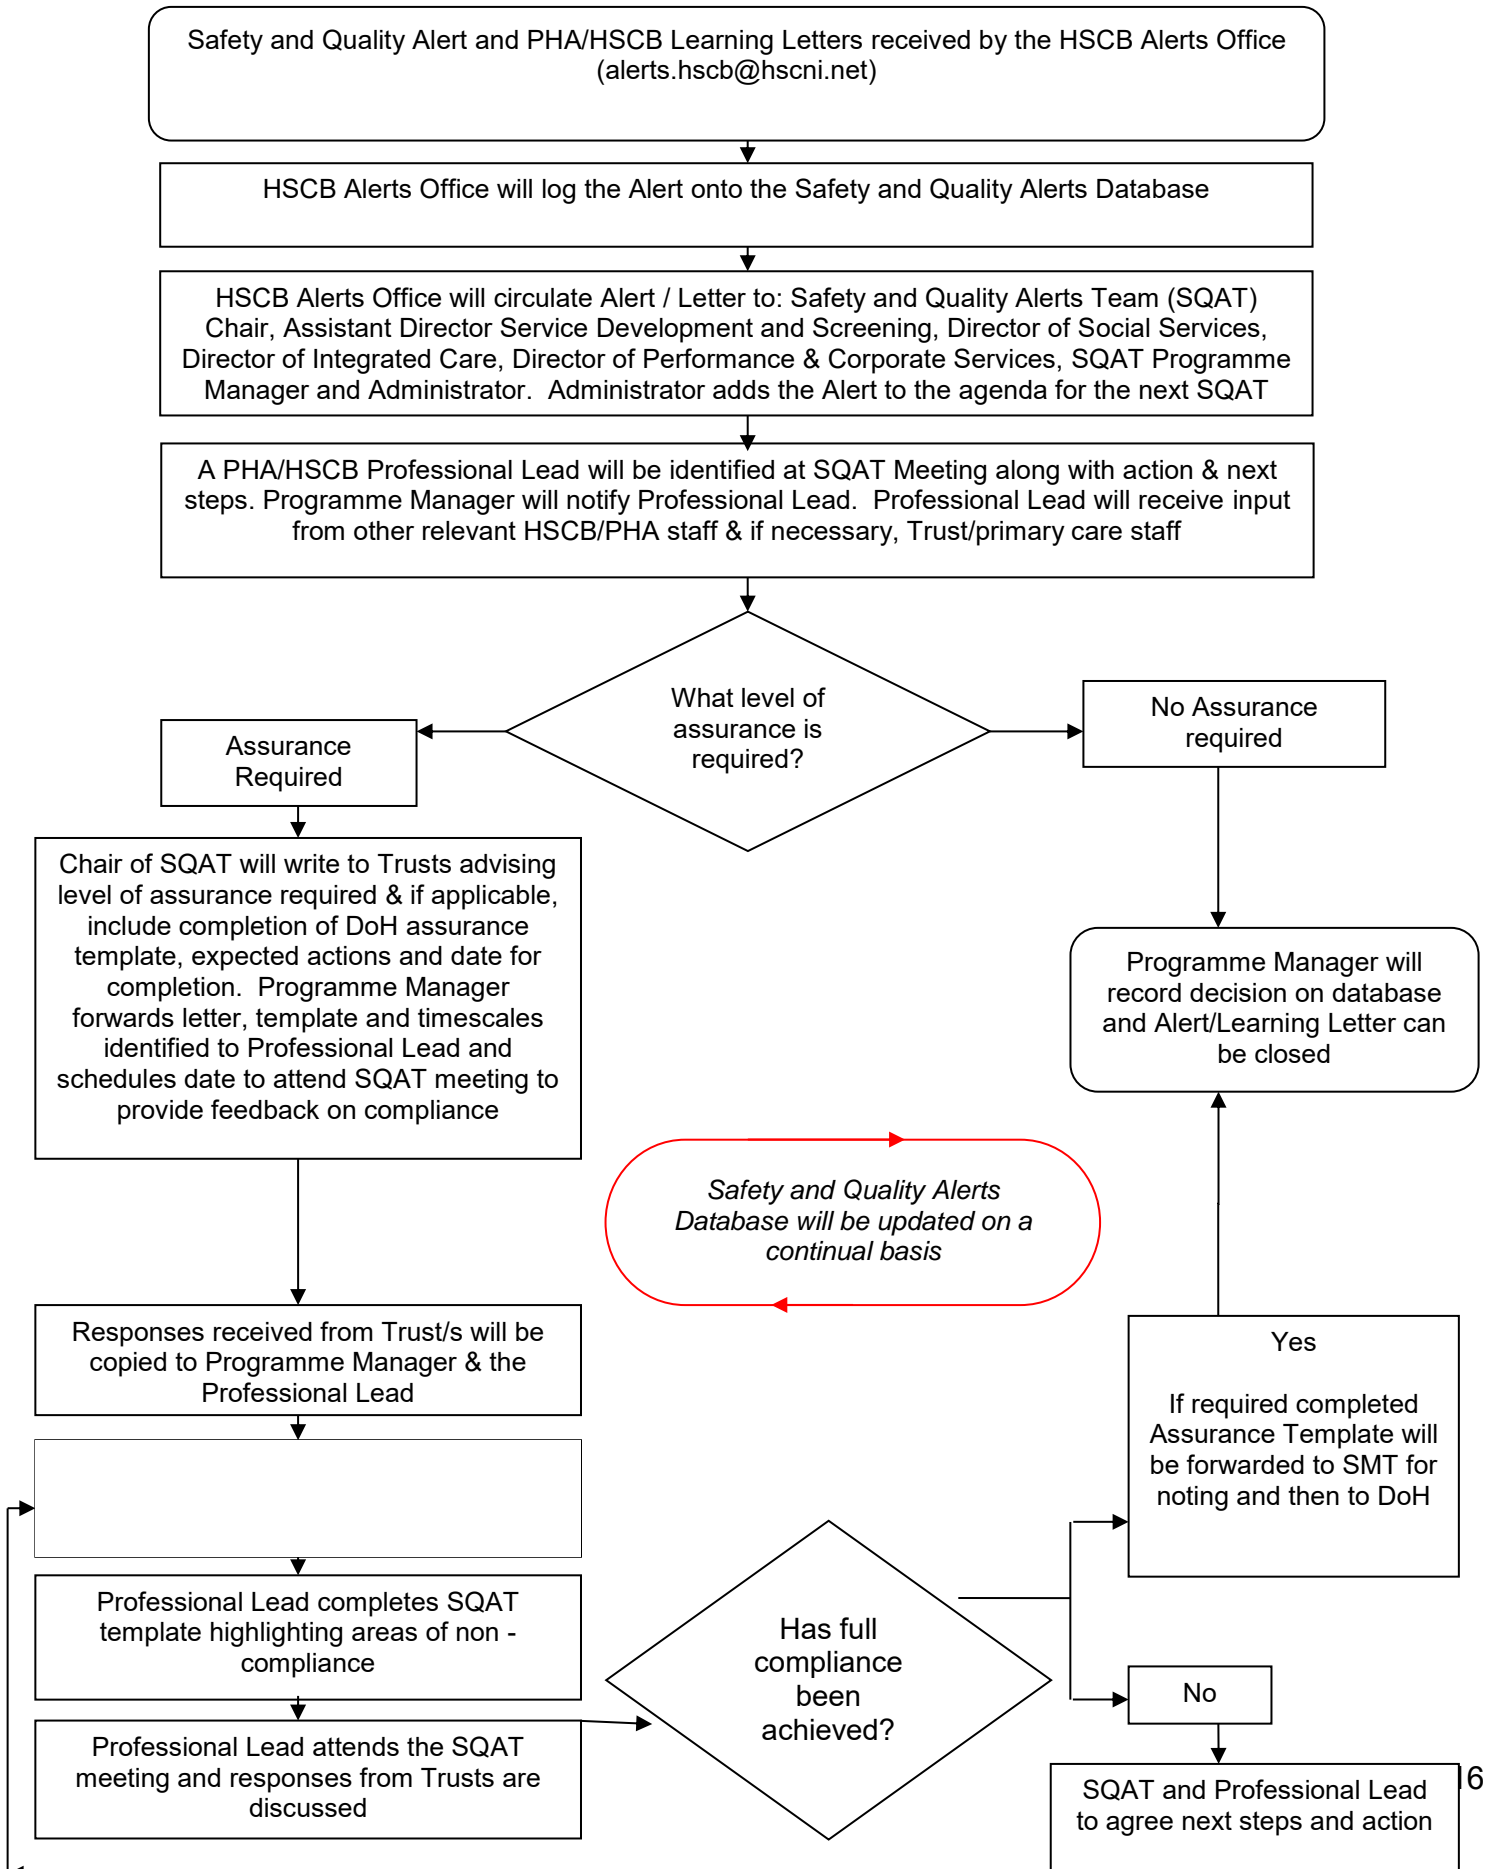 Safety and Quality Alert and PHA/HSCB Learning Letters received by the HSCB Alerts Office
(alerts.hscb@hscni.net)
HSCB Alerts Office will log the Alert onto the Safety and Quality Alerts Database
HSCB Alerts Office will circulate Alert / Letter to: Safety and Quality Alerts Team (SQAT)
Chair, Assistant Director Service Development and Screening, Director of Social Services,
Director of Integrated Care, Director of Performance & Corporate Services, SQAT Programme
Manager and Administrator.  Administrator adds the Alert to the agenda for the next SQAT
A PHA/HSCB Professional Lead will be identified at SQAT Meeting along with action & next
steps. Programme Manager will notify Professional Lead.  Professional Lead will receive input
from other relevant HSCB/PHA staff & if necessary, Trust/primary care staff
What level of
assurance is
required?
Assurance
Required
No Assurance
required
Chair of SQAT will write to Trusts advising
level of assurance required & if applicable,
include completion of DoH assurance
template, expected actions and date for
completion.  Programme Manager
forwards letter, template and timescales
identified to Professional Lead and
schedules date to attend SQAT meeting to
provide feedback on compliance
Programme Manager will
record decision on database
and Alert/Learning Letter can
be closed
Safety and Quality Alerts
Database will be updated on a
continual basis
Responses received from Trust/s will be
copied to Programme Manager & the
Professional Lead
Yes
If required completed
Assurance Template will
be forwarded to SMT for
noting and then to DoH
Professional Lead completes SQAT
template highlighting areas of non -
compliance
Has full
compliance
been
achieved?
No
Professional Lead attends the SQAT
meeting and responses from Trusts are
discussed
SQAT and Professional Lead
to agree next steps and action
16